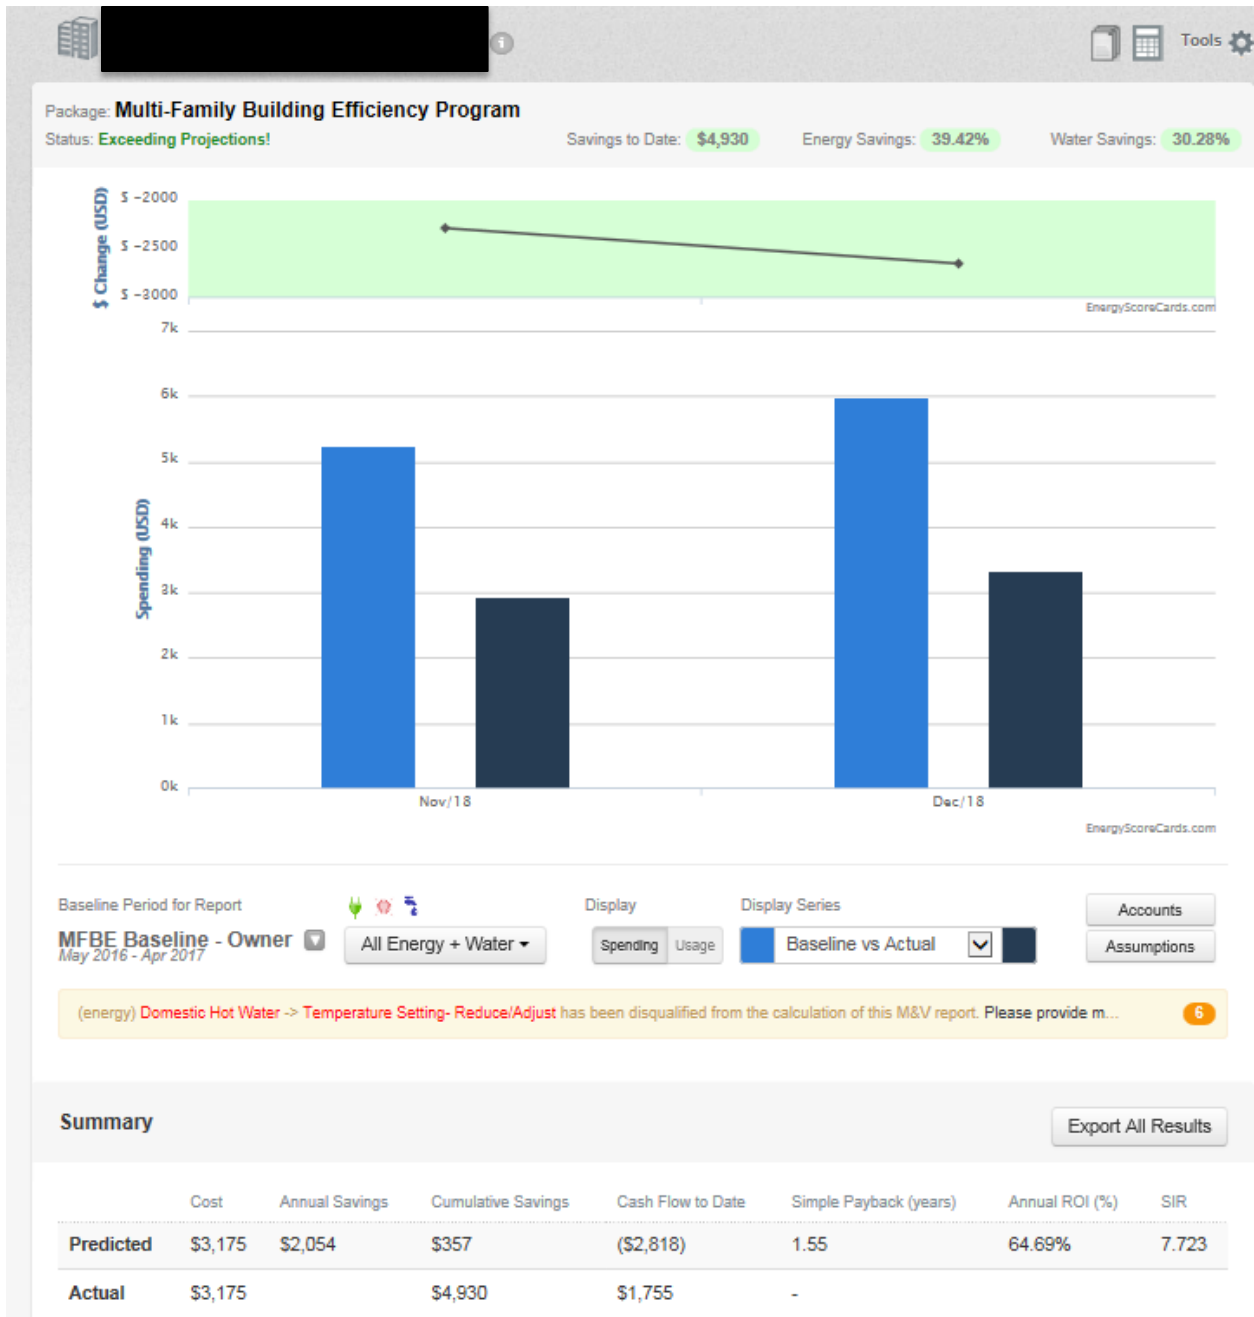 Tools
Package: Multi-Family Building Efficiency Program
Status: Exceeding Projections! Savings to Date: $4,930 Energy Savings: 39.42% Water Savings: 30.28%
$ Change (USD)
$ -2000
$ -2500
$ -3000
EnergyScoreCards.com
Spending (USD)
7k
6k
5k
4k
3k
2k
1k
0k
Nov/18 Dec/18
EnergyScoreCards.com
Baseline Period for Report Display Display Series Accounts
MFBE Baseline - Owner All Energy + Water Spending Usage Baseline vs Actual Assumptions
May 2016 - Apr 2017
(energy) Domestic Hot Water -> Temperature Setting- Reduce/Adjust has been disqualified from the calculation of this M&V report. Please provide m... 6
Summary Export All Results
Cost Annual Savings Cumulative Savings Cash Flow to Date Simple Payback (years) Annual ROI (%) SIR
Predicted $3,175 $2,054 $357 ($2,818) 1.55 64.69% 7.723
Actual $3,175 $4,930 $1,755 -